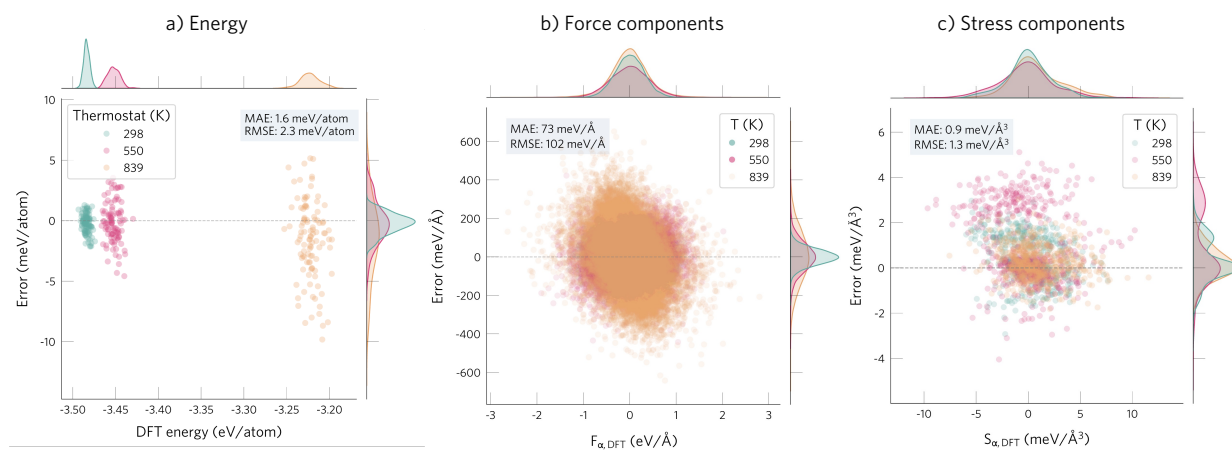 a) Energy
Thermostat (K)
298
550
839
MAE: 1.6 meV/atom
RMSE: 2.3 meV/atom
10
5
0
-5
-10
Error (meV/atom)
-3.50
-3.45
-3.40
-3.35
-3.30
-3.25
-3.20
DFT energy (eV/atom)
b) Force components
MAE: 73 meV/Å
RMSE: 102 meV/Å
T (K)
298
550
839
600
400
200
0
-200
-400
-600
Error (meV/Å)
-3
-2
-1
0
1
2
3
Fα, DFT (eV/Å)
c) Stress components
MAE: 0.9 meV/Å³
RMSE: 1.3 meV/Å³
T (K)
298
550
839
6
4
2
0
-2
-4
Error (meV/Å³)
-10
-5
0
5
10
Sα, DFT (meV/Å³)